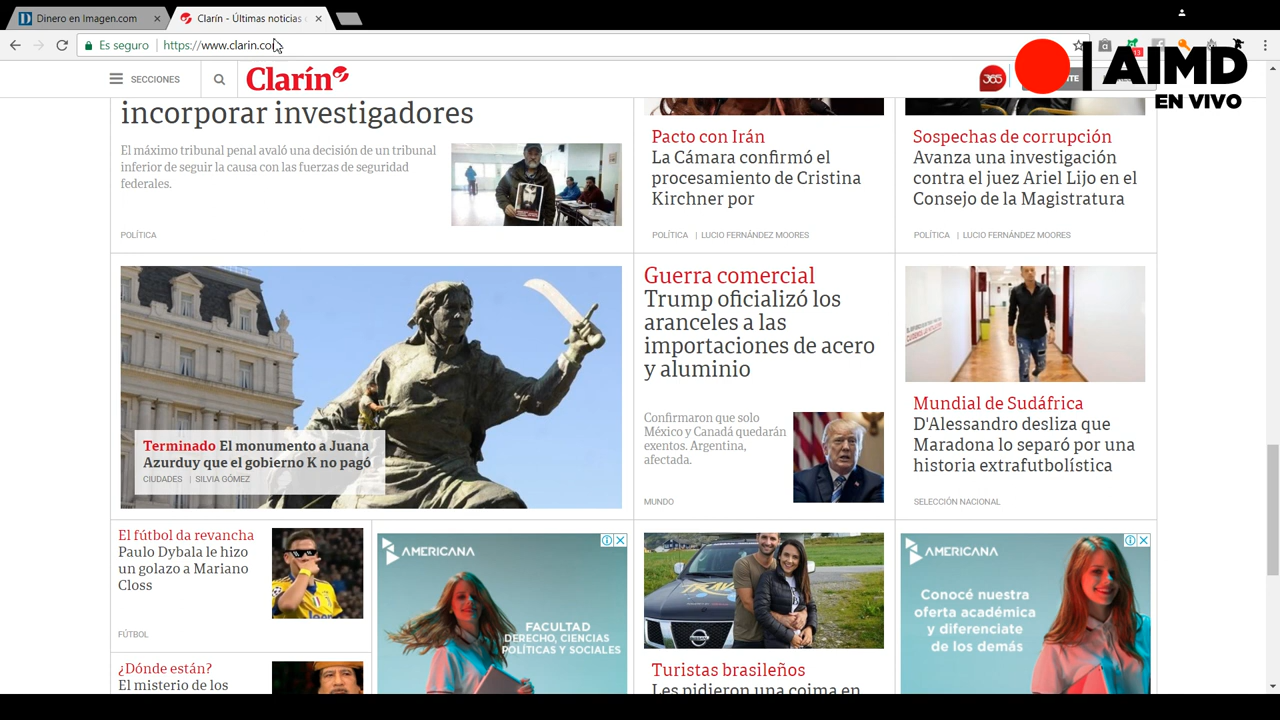 Dinero en Imagen.com
Clarín - Últimas noticias
Es seguro
https://www.clarin.co
SECCIONES
Clarín
365
AIMD
EN VIVO
incorporar investigadores
El máximo tribunal penal avaló una decisión de un tribunal
inferior de seguir la causa con las fuerzas de seguridad
federales.
POLÍTICA
Pacto con Irán
La Cámara confirmó el
procesamiento de Cristina
Kirchner por
POLÍTICA | LUCIO FERNÁNDEZ MOORES
Sospechas de corrupción
Avanza una investigación
contra el juez Ariel Lijo en el
Consejo de la Magistratura
POLÍTICA | LUCIO FERNÁNDEZ MOORES
Terminado El monumento a Juana
Azurduy que el gobierno K no pagó
CIUDADES | SILVIA GÓMEZ
Guerra comercial
Trump oficializó los
aranceles a las
importaciones de acero
y aluminio
Confirmaron que solo
México y Canadá quedarán
exentos. Argentina,
afectada.
MUNDO
Mundial de Sudáfrica
D'Alessandro desliza que
Maradona lo separó por una
historia extrafutbolística
SELECCIÓN NACIONAL
El fútbol da revancha
Paulo Dybala le hizo
un golazo a Mariano
Closs
FÚTBOL
¿Dónde están?
El misterio de los
AMERICANA
FACULTAD
DERECHO, CIENCIAS
POLÍTICAS Y SOCIALES
Turistas brasileños
Les pidieron una coima en
AMERICANA
Conocé nuestra
oferta académica
y diferenciate
de los demás